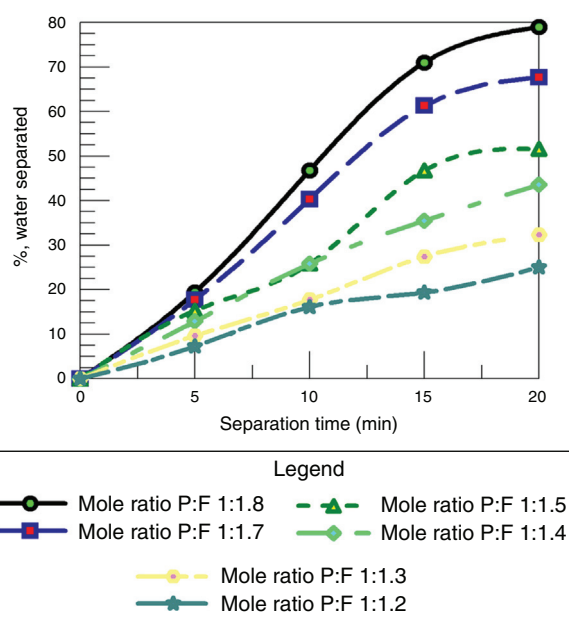 80
70
60
50
40
30
20
10
0
%, water separated
0 5 10 15 20
Separation time (min)
Legend
Mole ratio P:F 1:1.8
Mole ratio P:F 1:1.5
Mole ratio P:F 1:1.7
Mole ratio P:F 1:1.4
Mole ratio P:F 1:1.3
Mole ratio P:F 1:1.2